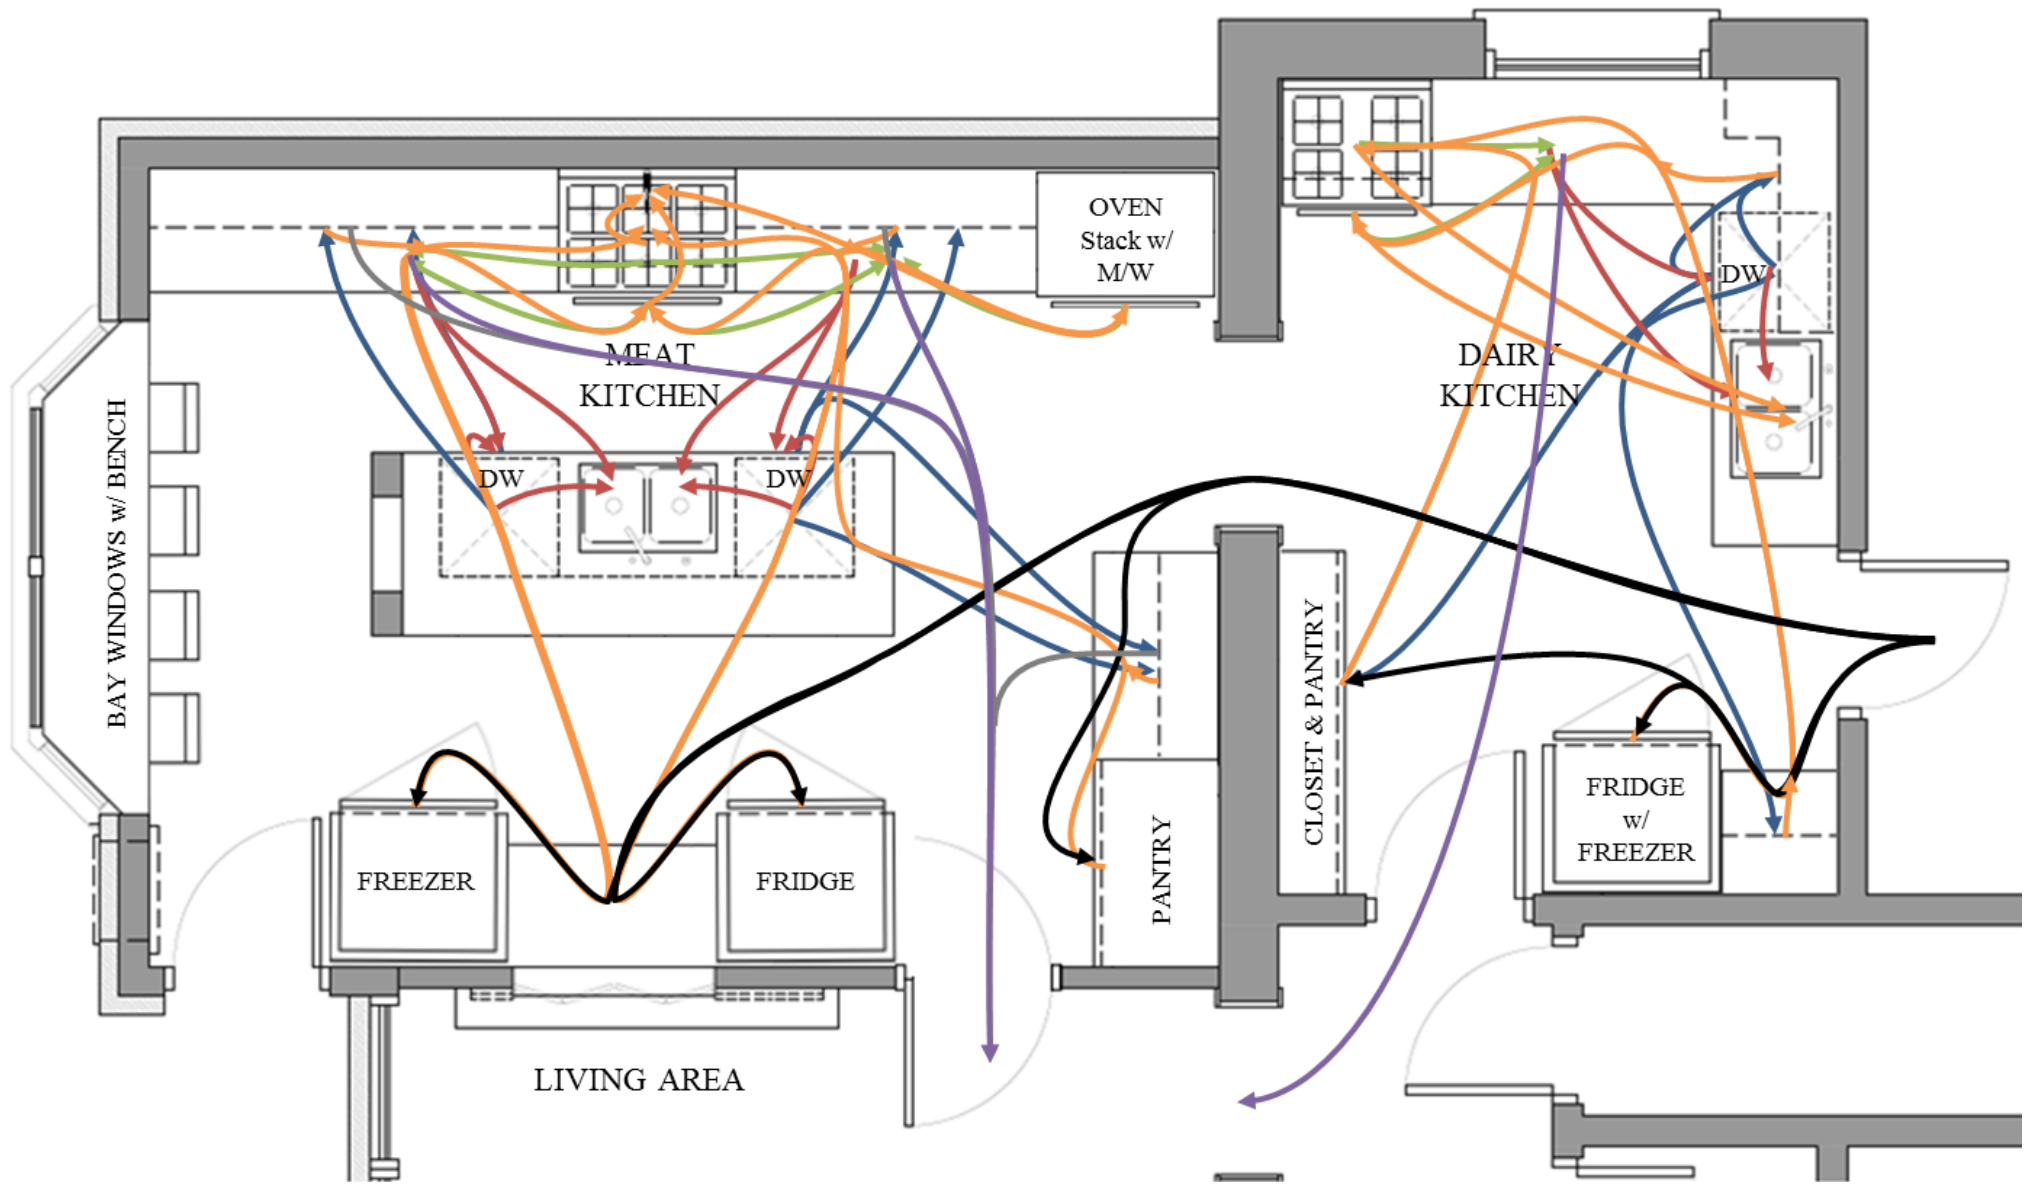 OVEN
Stack w/
M/W
MEAT
KITCHEN
DAIRY
KITCHEN
DW
DW
DW
BAY WINDOWS w/ BENCH
FREEZER
FRIDGE
PANTRY
CLOSET & PANTRY
FRIDGE
w/
FREEZER
LIVING AREA